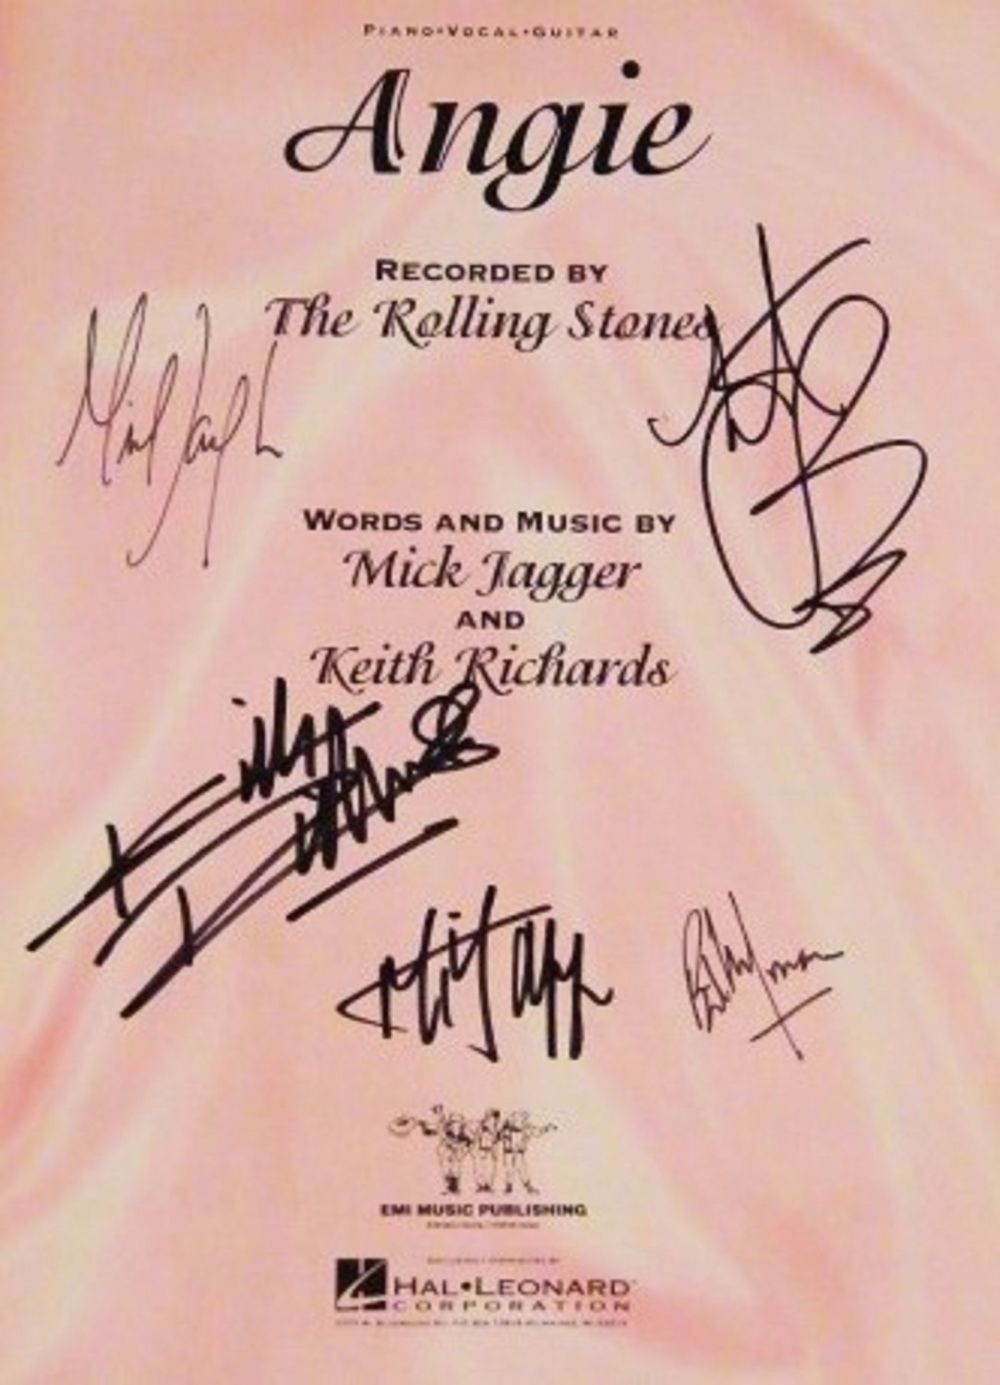 PIANO•VOCAL•GUITAR
Angie
RECORDED BY
The Rolling Stones
WORDS AND MUSIC BY
Mick Jagger
AND
Keith Richards
EMI MUSIC PUBLISHING
HAL•LEONARD
CORPORATION